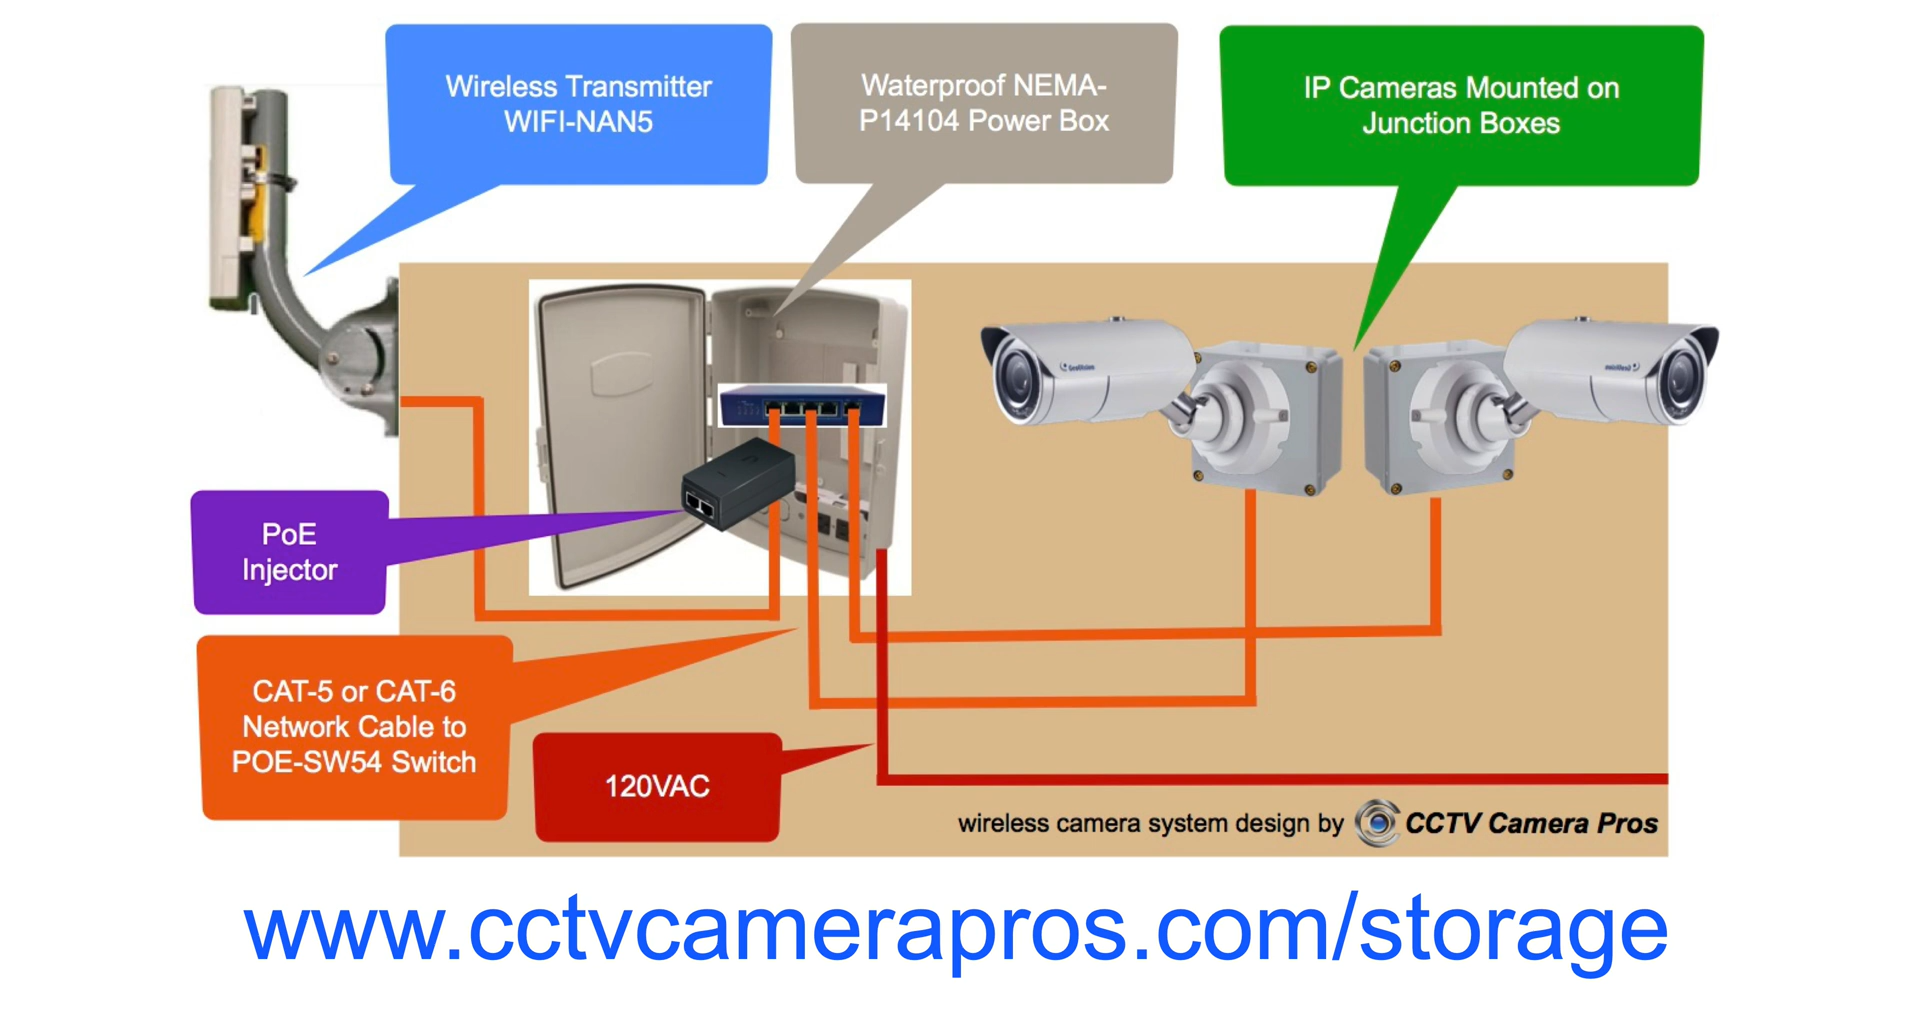 Wireless Transmitter
WIFI-NAN5
Waterproof NEMA-
P14104 Power Box
IP Cameras Mounted on
Junction Boxes
GeoVision
PoE
Injector
CAT-5 or CAT-6
Network Cable to
POE-SW54 Switch
120VAC
wireless camera system design by CCTV Camera Pros
www.cctvcamerapros.com/storage